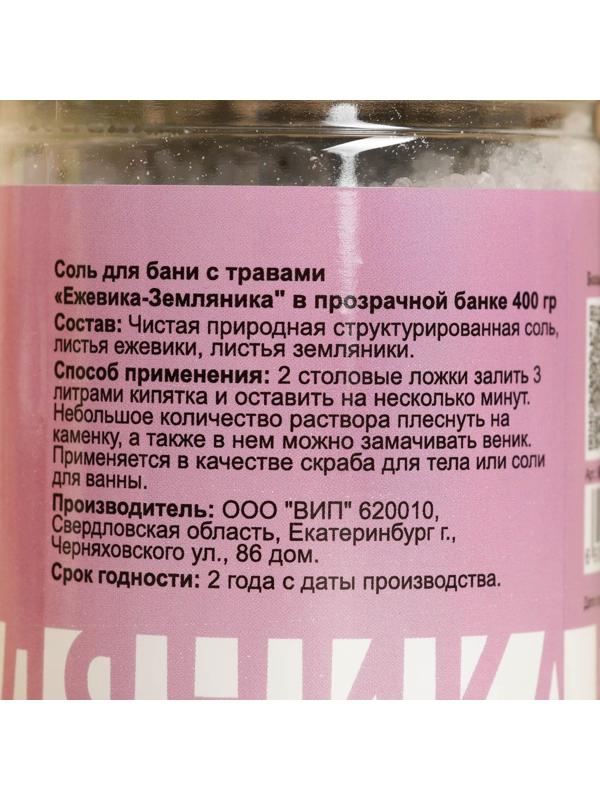 Соль для бани с травами
«Ежевика-Земляника" в прозрачной банке 400 гр
Состав: Чистая природная структурированная соль,
листья ежевики, листья земляники.
Способ применения: 2 столовые ложки залить 3
литрами кипятка и оставить на несколько минут.
Небольшое количество раствора плеснуть на
каменку, а также в нем можно замачивать веник.
Применяется в качестве скраба для тела или соли
для ванны.
Производитель: ООО "ВИП" 620010,
Свердловская область, Екатеринбург г.,
Черняховского ул., 86 дом.
Срок годности: 2 года с даты производства.
ЛЯНИКА